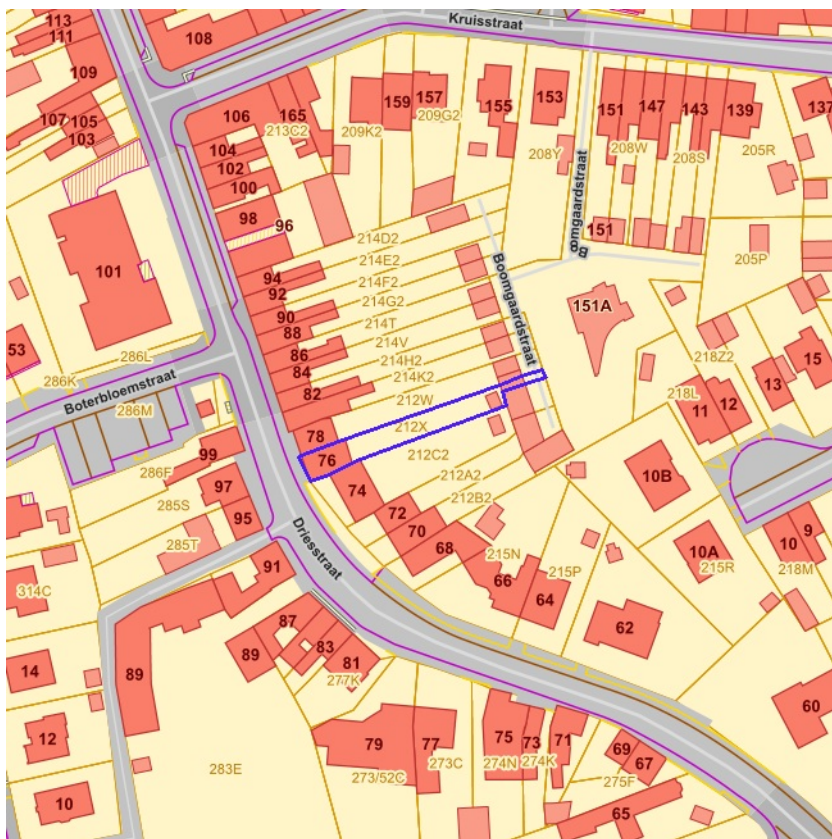 113
111
108
Kruisstraat
109
107
105
103
106
165
213C2
104
102
100
98
96
209K2
159
157
209G2
155
153
208Y
151
147
143
139
137
208W
208S
205R
Boomgaardstraat
151
101
53
286K
286L
214D2
214E2
94
92
214F2
214G2
90
88
214T
214V
86
84
214H2
82
214K2
Boomgaardstraat
151A
205P
218Z2
15
13
218L
11
12
Boterbloemstraat
286M
212W
212X
78
76
212C2
99
286F
97
285S
95
285T
74
72
70
68
212A2
212B2
10B
10A
9
10
215R
218M
Driesstraat
215N
215P
66
64
62
314C
91
14
89
87
89
83
81
277K
60
12
10
283E
79
273/52C
77
273C
75
274N
73
274K
71
69
67
275F
65